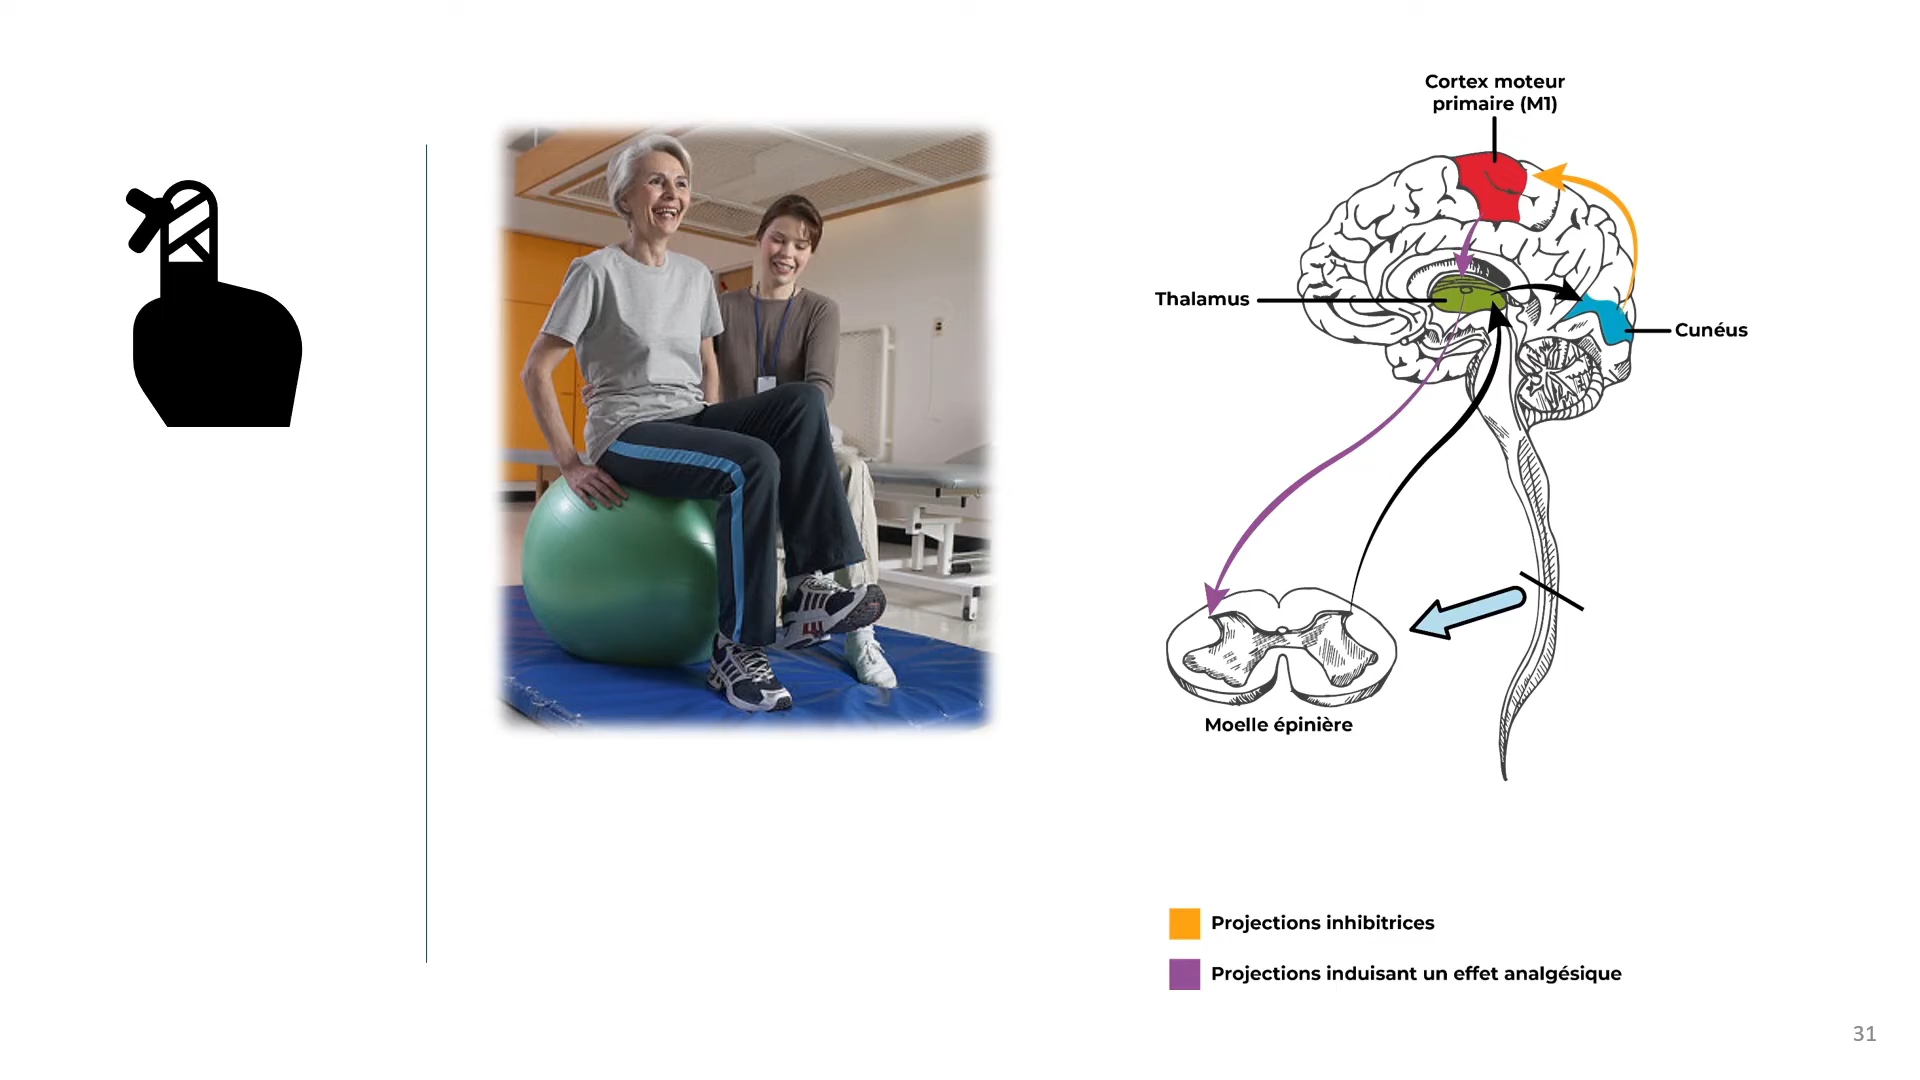 Cortex moteur
primaire (M1)
Thalamus
Cunéus
Moelle épinière
Projections inhibitrices
Projections induisant un effet analgésique
31